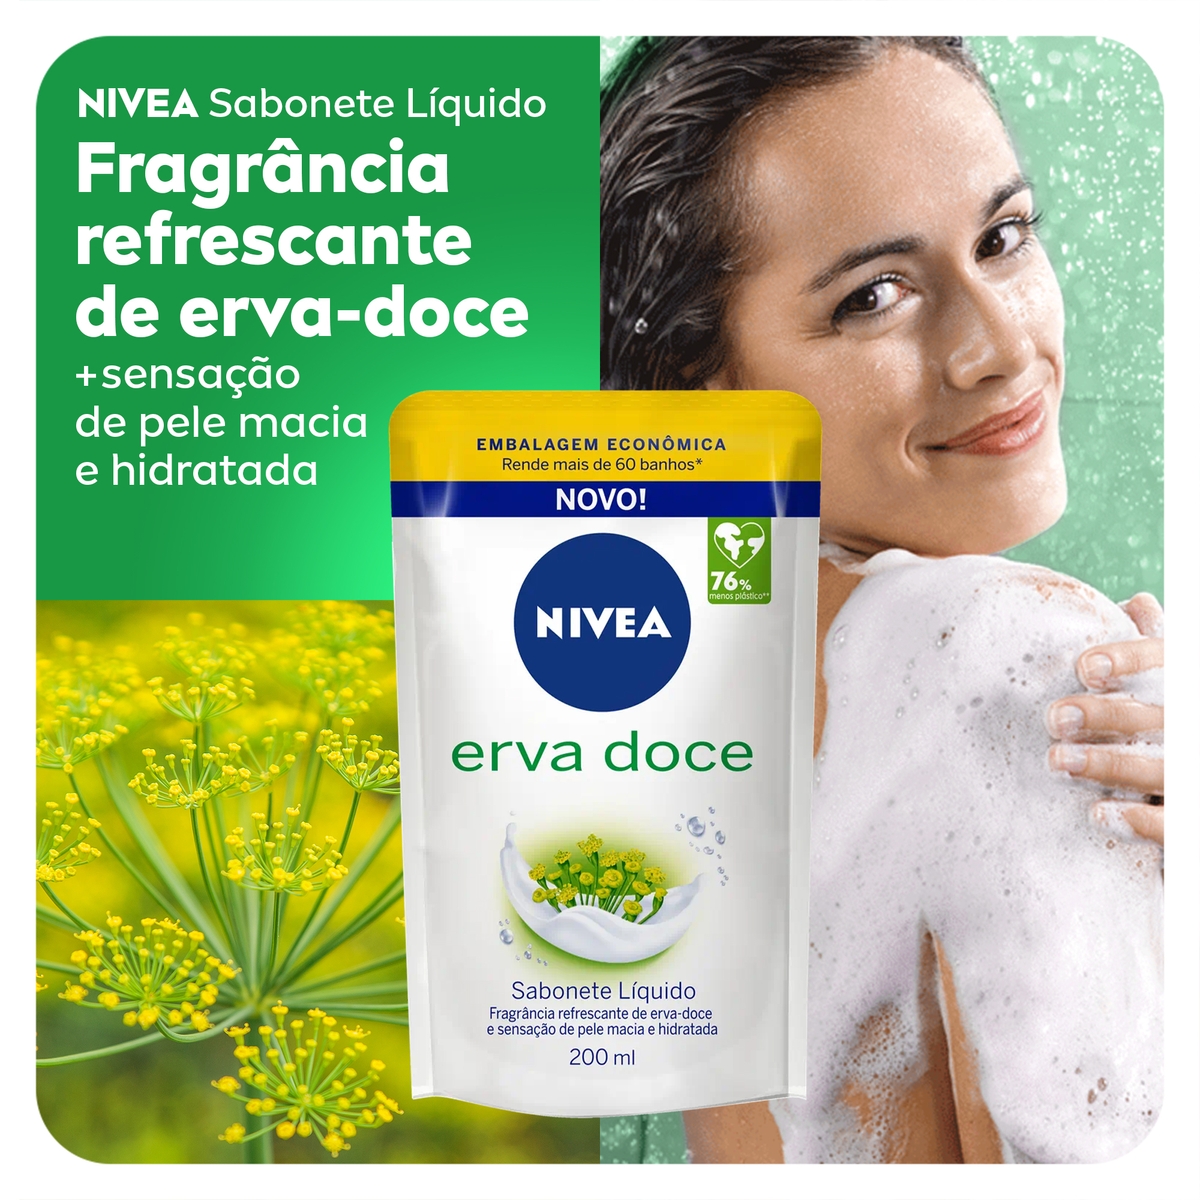 NIVEA Sabonete Líquido
Fragrância
refrescante
de erva-doce
+sensação
de pele macia
e hidratada
EMBALAGEM ECONÔMICA
Rende mais de 60 banhos*
NOVO!
76%
menos plástico**
NIVEA
erva doce
Sabonete Líquido
Fragrância refrescante de erva-doce
e sensação de pele macia e hidratada
200 ml